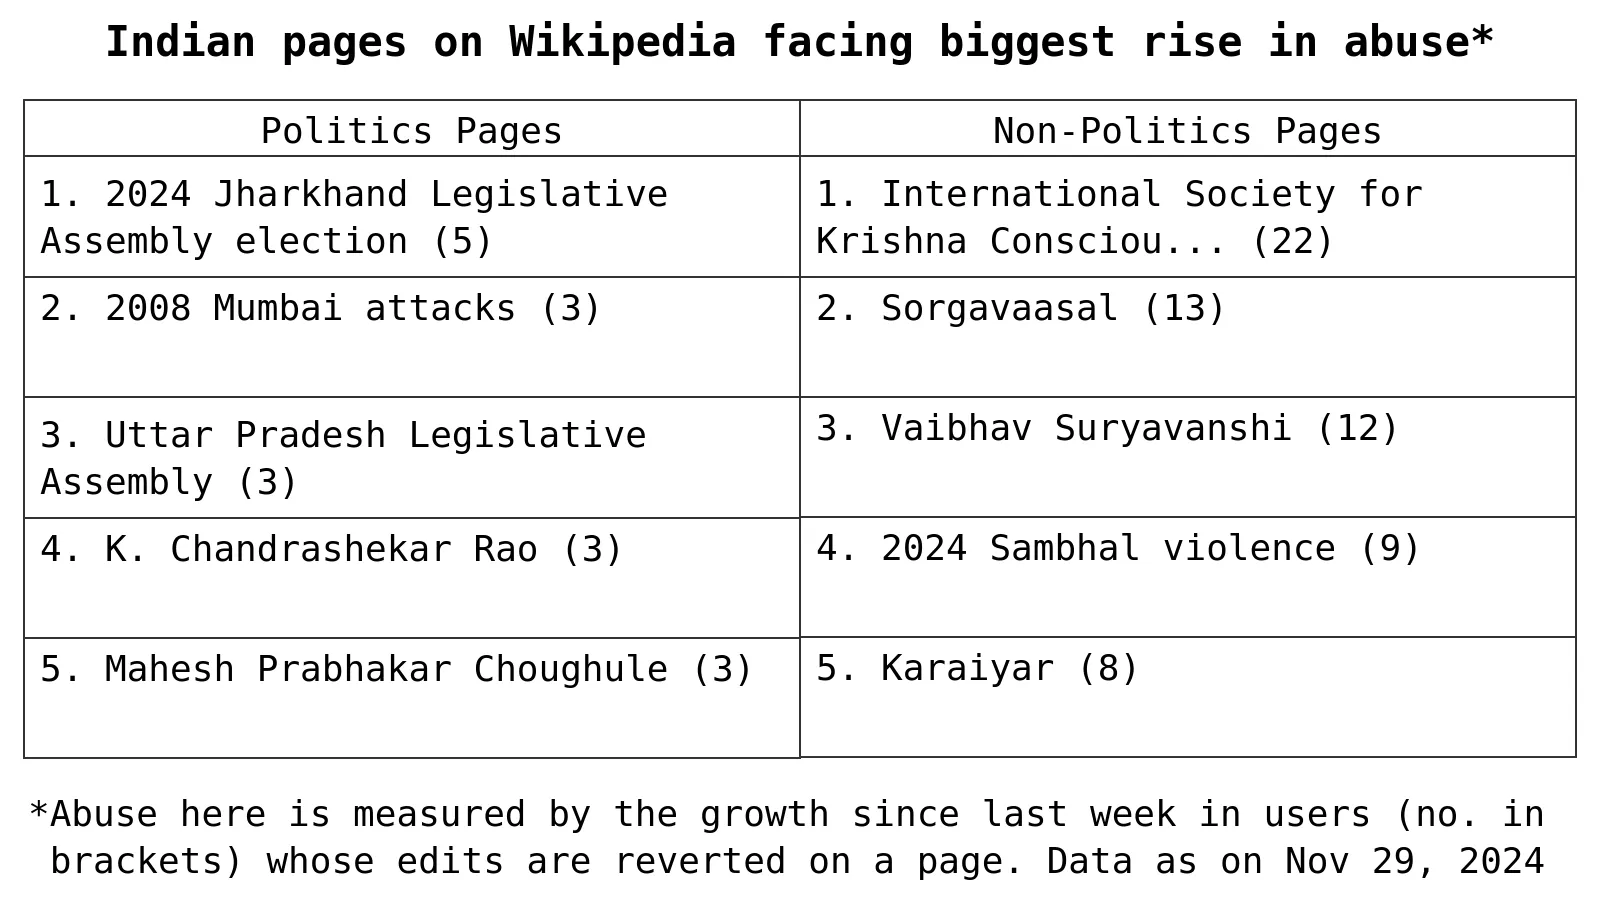 Indian pages on Wikipedia facing biggest rise in abuse*
Politics Pages
Non-Politics Pages
1. 2024 Jharkhand Legislative
Assembly election (5)
1. International Society for
Krishna Consciou... (22)
2. 2008 Mumbai attacks (3)
2. Sorgavaasal (13)
3. Uttar Pradesh Legislative
Assembly (3)
3. Vaibhav Suryavanshi (12)
4. K. Chandrashekar Rao (3)
4. 2024 Sambhal violence (9)
5. Mahesh Prabhakar Choughule (3)
5. Karaiyar (8)
*Abuse here is measured by the growth since last week in users (no. in
brackets) whose edits are reverted on a page. Data as on Nov 29, 2024